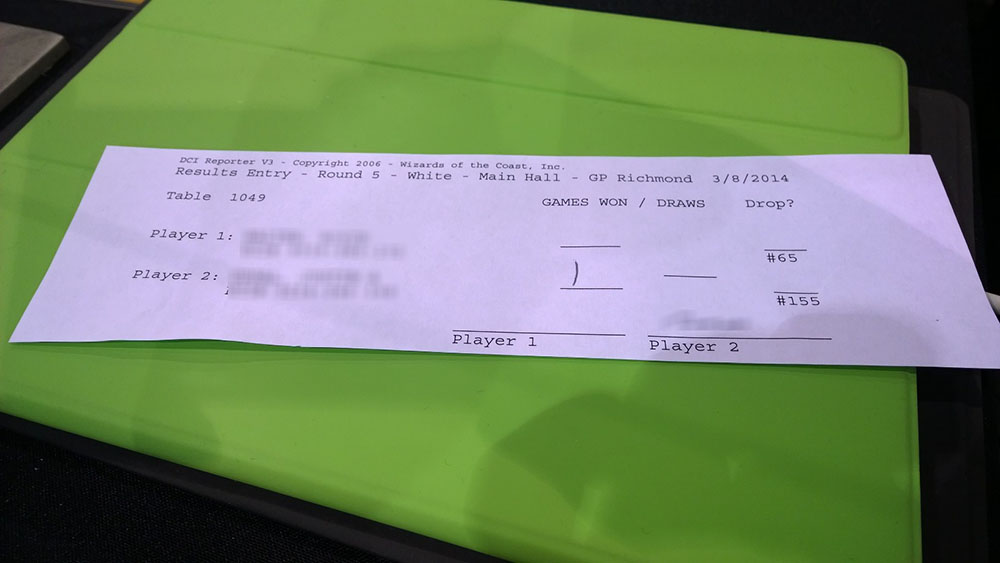 DCI Reporter V3 - Copyright 2006 - Wizards of the Coast, Inc.
Results Entry - Round 5 - White - Main Hall - GP Richmond 3/8/2014
Table 1049
GAMES WON / DRAWS Drop?
Player 1:
#65
Player 2:
#155
Player 1 Player 2